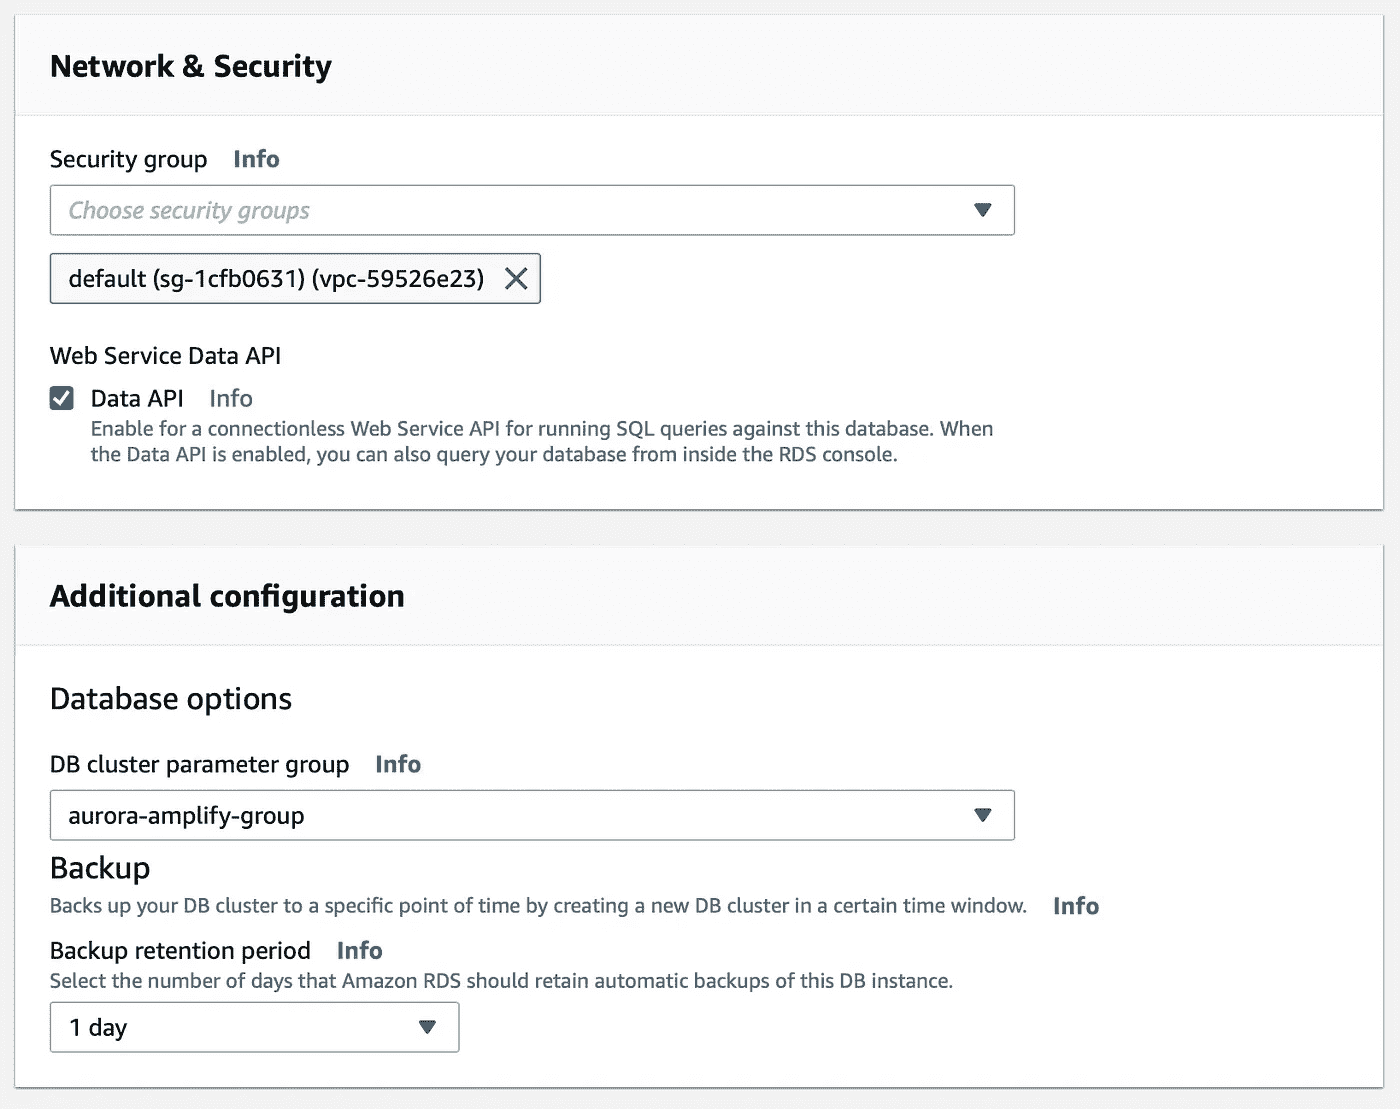 Network & Security
Security group Info
Choose security groups
default (sg-1cfb0631) (vpc-59526e23)
Web Service Data API
Data API Info
Enable for a connectionless Web Service API for running SQL queries against this database. When
the Data API is enabled, you can also query your database from inside the RDS console.
Additional configuration
Database options
DB cluster parameter group Info
aurora-amplify-group
Backup
Backs up your DB cluster to a specific point of time by creating a new DB cluster in a certain time window. Info
Backup retention period Info
Select the number of days that Amazon RDS should retain automatic backups of this DB instance.
1 day